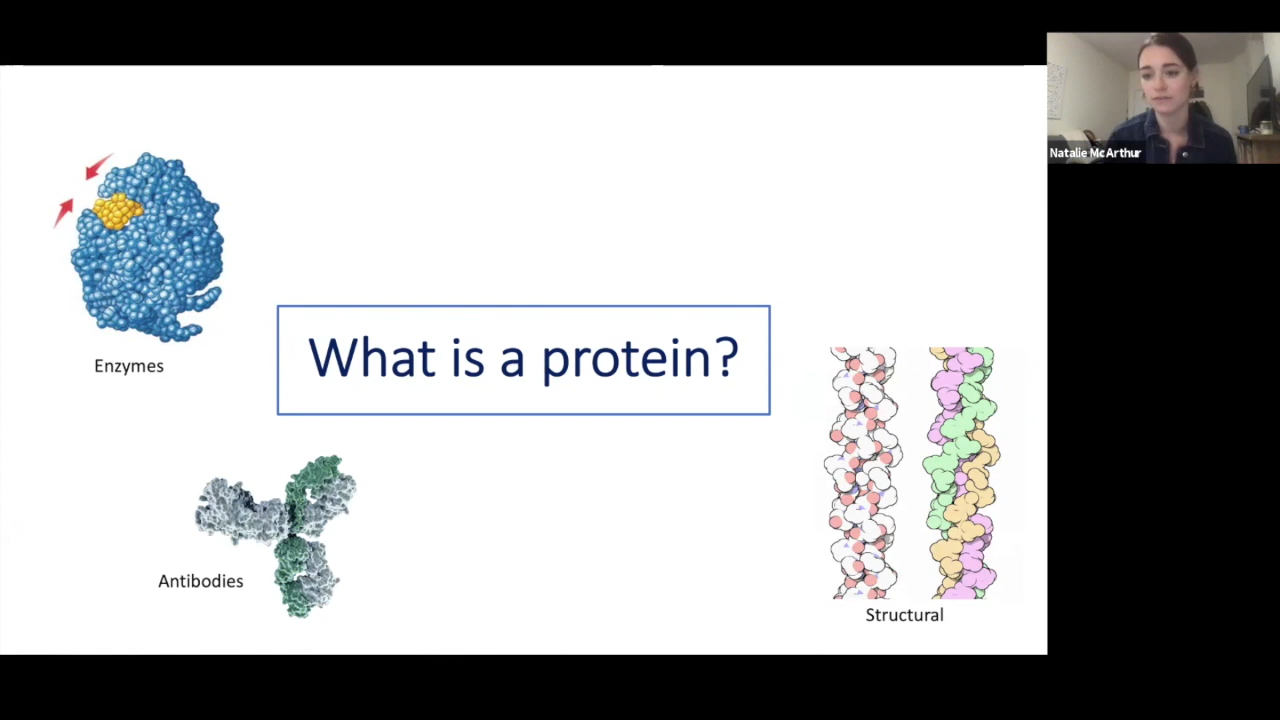 Natalie McArthur
Enzymes
What is a protein?
Antibodies
Structural